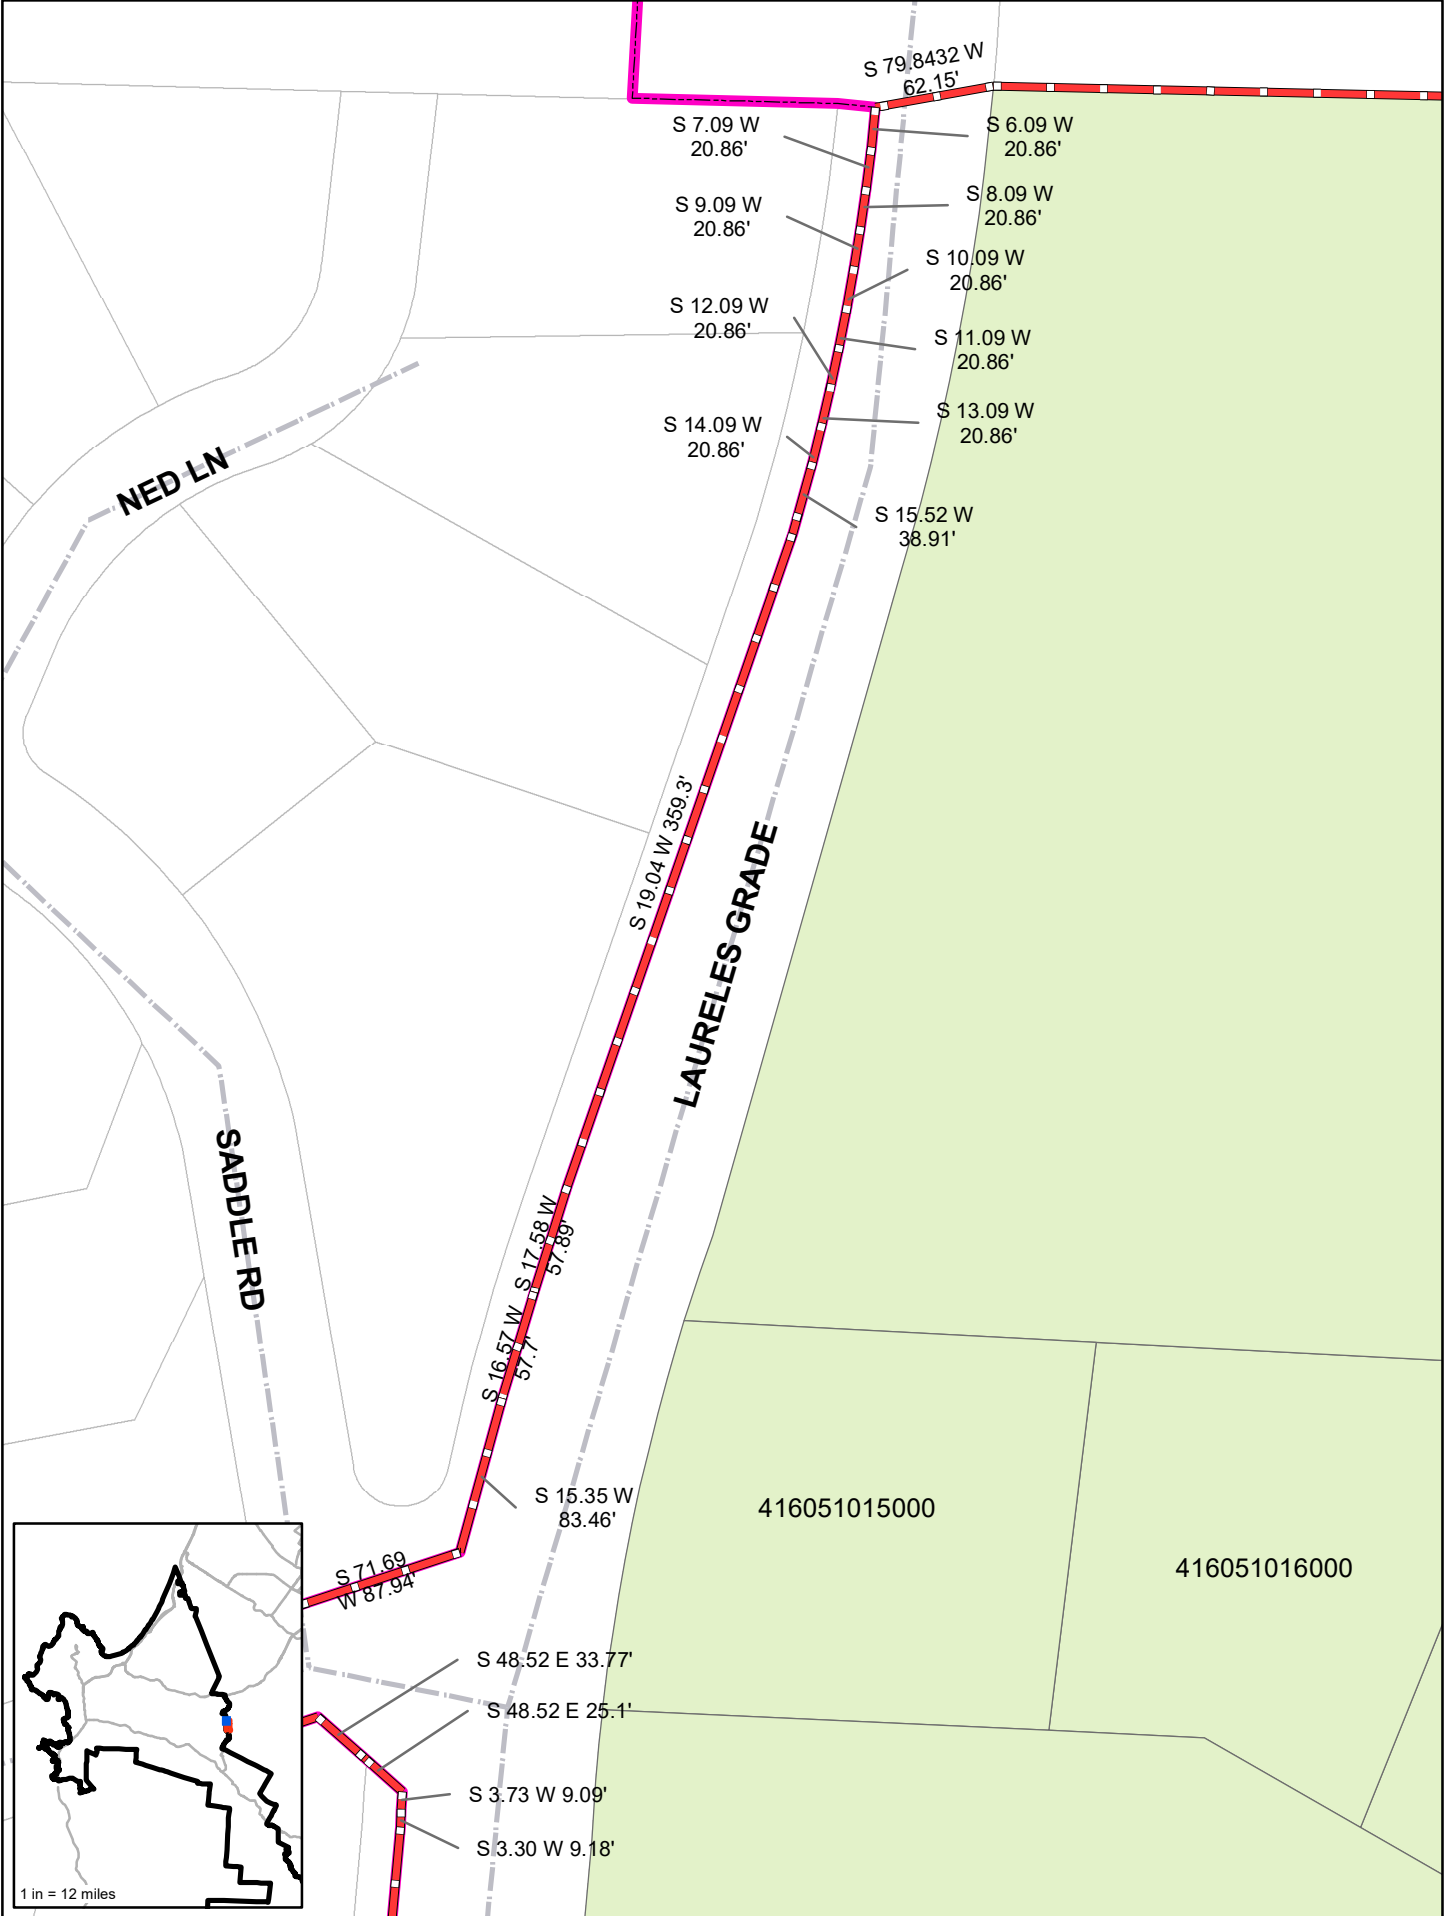 S 79.8432 W
62.15'
S 7.09 W
20.86'
S 6.09 W
20.86'
S 9.09 W
20.86'
S 8.09 W
20.86'
S 10.09 W
20.86'
S 12.09 W
20.86'
S 11.09 W
20.86'
S 14.09 W
20.86'
S 13.09 W
20.86'
NED LN
S 15.52 W
38.91'
S 19.04 W 359.3'
LAURELES GRADE
SADDLE RD
S 17.58 W
57.89'
S 16.57 W
57.7'
S 15.35 W
83.46'
416051015000
416051016000
S 71.69
W 87.94'
S 48.52 E 33.77'
S 48.52 E 25.1'
S 3.73 W 9.09'
S 3.30 W 9.18'
1 in = 12 miles